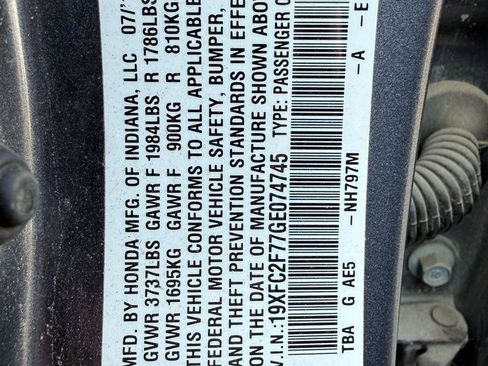 MFD. BY HONDA MFG. OF INDIANA, LLC 07/
GVWR 3737LBS GAWR F 1984LBS R 1786LBS
GVWR 1695KG GAWR F 900KG R 810KG
THIS VEHICLE CONFORMS TO ALL APPLICABLE
FEDERAL MOTOR VEHICLE SAFETY, BUMPER,
AND THEFT PREVENTION STANDARDS IN EFFE
ON THE DATE OF MANUFACTURE SHOWN ABOV
V.I.N.:19XFC2F77GE074745 TYPE: PASSENGER C
NH797M -A
TBA G AE5 -E